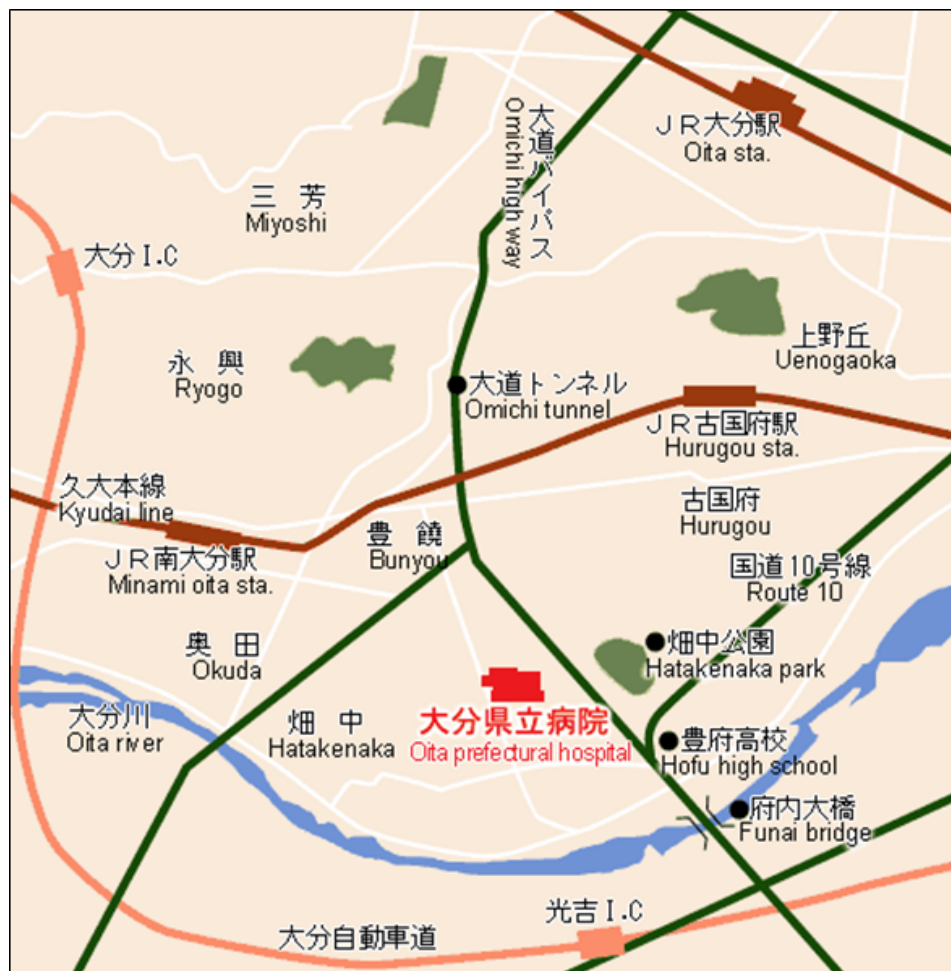 大道バイパス
Omichi high way
ＪＲ大分駅
Oita sta.
三 芳
Miyoshi
大分I.C
上野丘
Uenogaoka
永 興
Ryogo
大道トンネル
Omichi tunnel
ＪＲ古国府駅
Hurugou sta.
久大本線
Kyudai line
古国府
Hurugou
豊 饒
Bunyou
ＪＲ南大分駅
Minami oita sta.
国道10号線
Route 10
奥 田
Okuda
畑中公園
Hatakenaka park
大分川
Oita river
畑 中
Hatakenaka
大分県立病院
Oita prefectural hospital
豊府高校
Hofu high school
府内大橋
Funai bridge
光吉I.C
大分自動車道